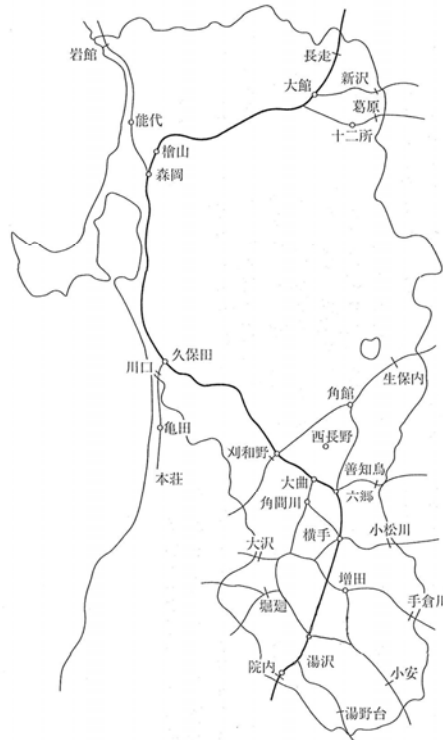 長走
岩館
大館
新沢
葛原
能代
十二所
檜山
森岡
久保田
川口
生保内
角館
亀田
西長野
刈和野
善知鳥
本荘
大曲
六郷
角間川
大沢
横手
小松川
増田
堀廻
手倉川
湯沢
院内
小安
湯野台